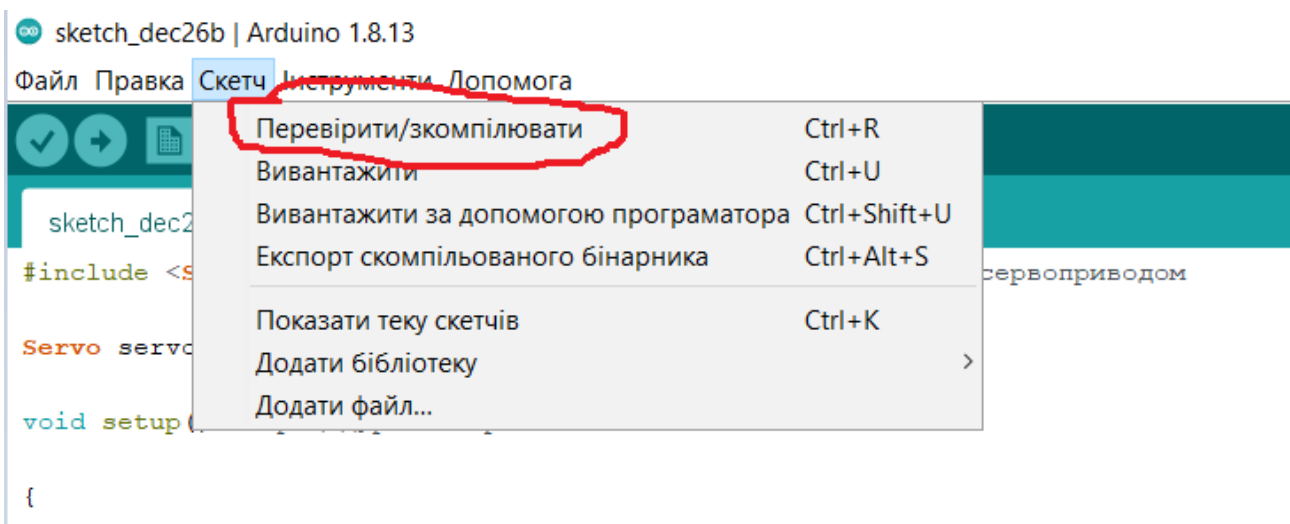 sketch_dec26b | Arduino 1.8.13
Файл Правка Скетч Інструменти Допомога
Перевірити/зкомпілювати Ctrl+R
Вивантажити Ctrl+U
Вивантажити за допомогою програматора Ctrl+Shift+U
sketch_dec2
Експорт скомпільованого бінарника Ctrl+Alt+S
#include <S сервоприводом
Показати теку скетчів Ctrl+K
Servo servo
Додати бібліотеку
Додати файл...
void setup(
{